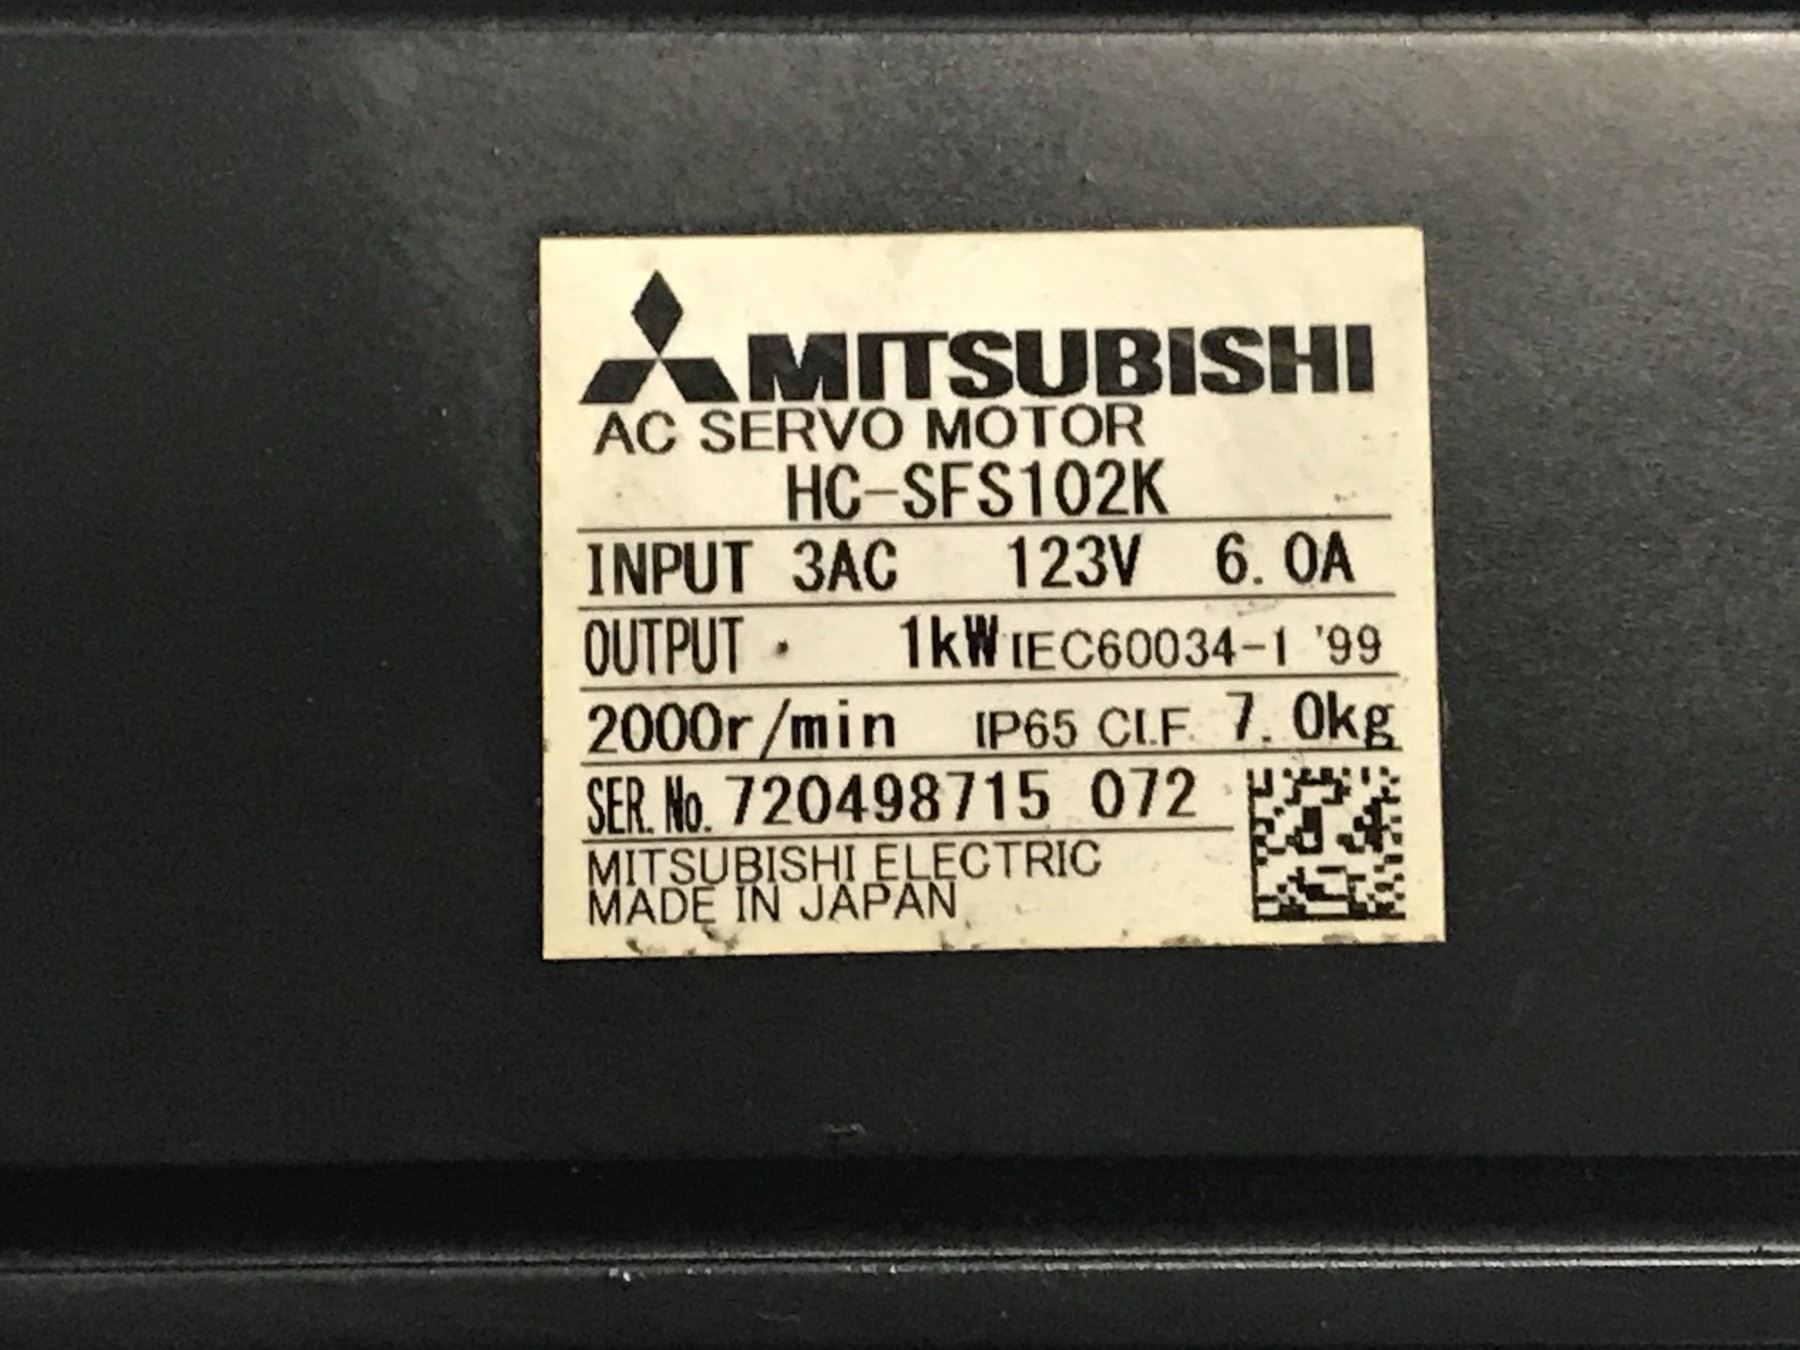 MITSUBISHI
AC SERVO MOTOR
HC-SFS102K
INPUT 3AC 123V 6.0A
OUTPUT 1kW IEC60034-1 '99
2000r/min IP65 CI.F 7.0kg
SER.No. 720498715 072
MITSUBISHI ELECTRIC
MADE IN JAPAN